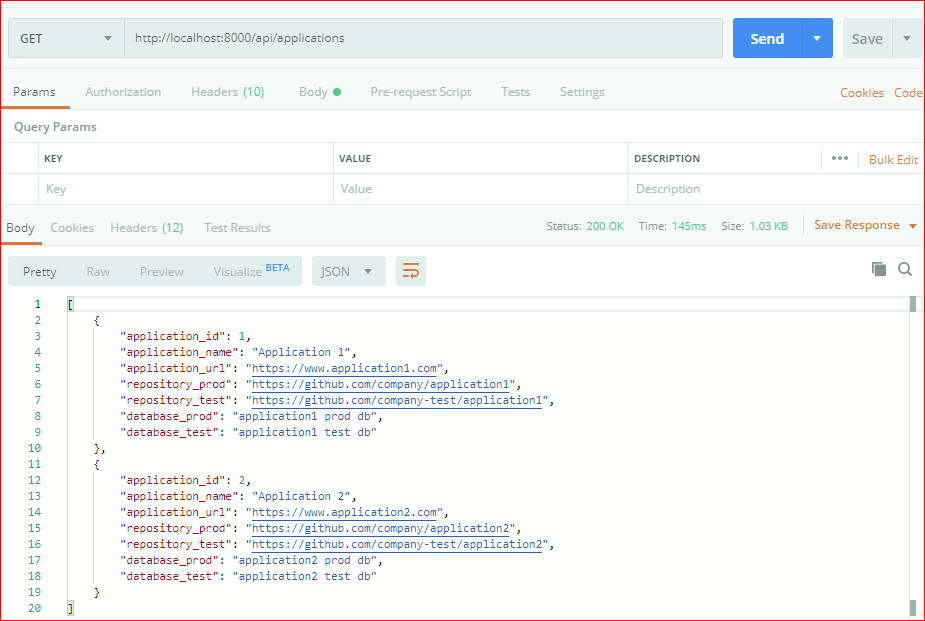 GET http://localhost:8000/api/applications Send Save
Params Authorization Headers (10) Body Pre-request Script Tests Settings Cookies Code
Query Params
KEY VALUE DESCRIPTION ••• Bulk Edit
Key Value Description
Body Cookies Headers (12) Test Results Status: 200 OK Time: 145ms Size: 1.03 KB Save Response
Pretty Raw Preview Visualize BETA JSON
1 [
2 {
3 "application_id": 1,
4 "application_name": "Application 1",
5 "application_url": "https://www.application1.com",
6 "repository_prod": "https://github.com/company/application1",
7 "repository_test": "https://github.com/company-test/application1",
8 "database_prod": "application1 prod db",
9 "database_test": "application1 test db"
10 },
11 {
12 "application_id": 2,
13 "application_name": "Application 2",
14 "application_url": "https://www.application2.com",
15 "repository_prod": "https://github.com/company/application2",
16 "repository_test": "https://github.com/company-test/application2",
17 "database_prod": "application2 prod db",
18 "database_test": "application2 test db"
19 }
20 ]